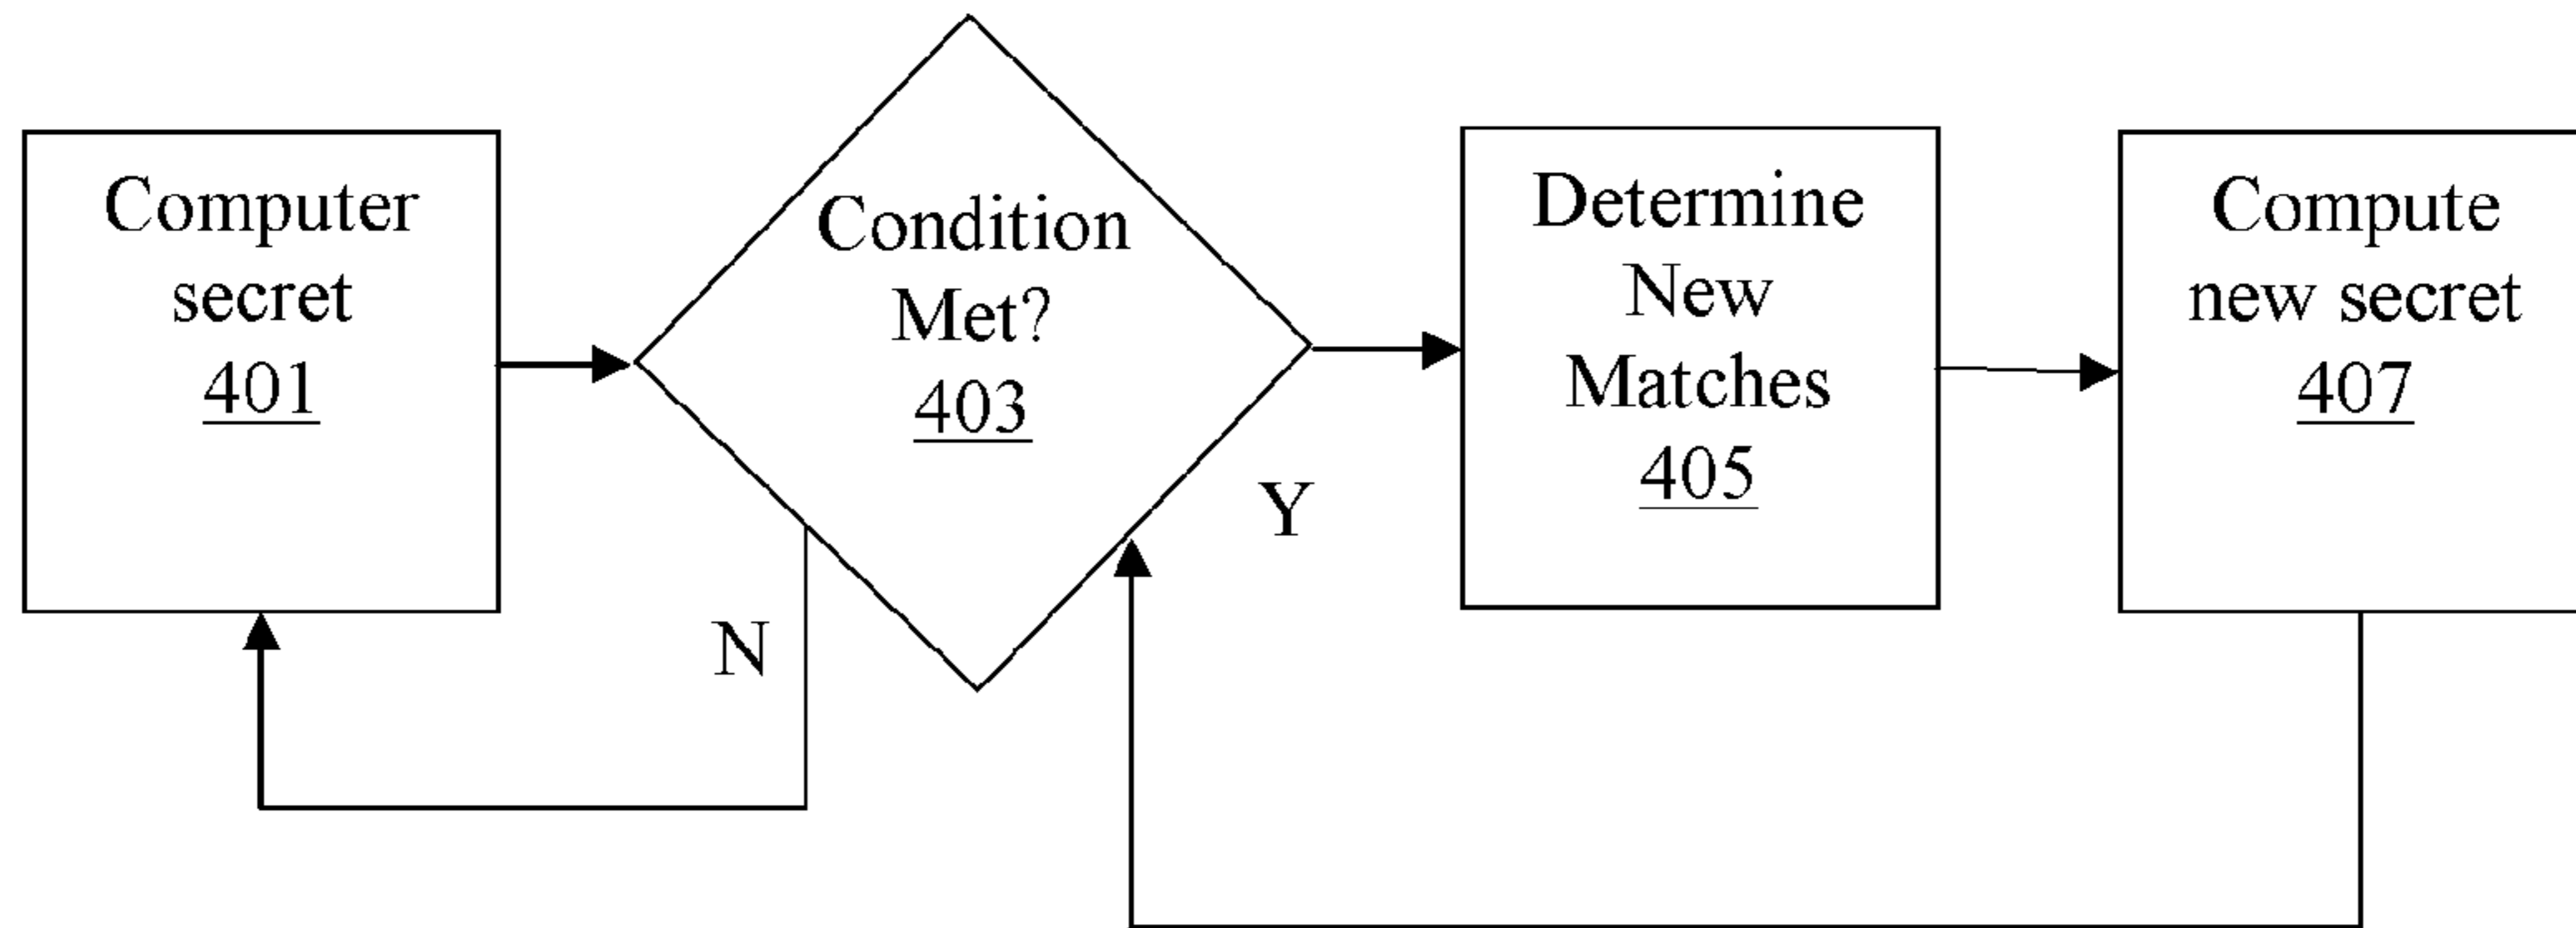 Computer
secret
401
Condition
Met?
403
Y
N
Determine
New
Matches
405
Compute
new secret
407